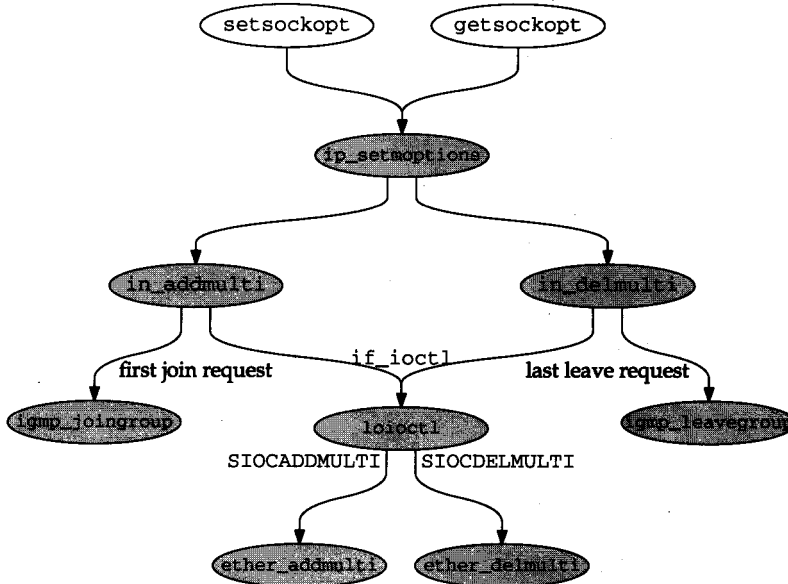 setsockopt
getsockopt
ip_setmoptions
in_addmulti
in_delmulti
if_ioctl
first join request
last leave request
igmp_joingroup
loioctl
igmp_leavegroup
SIOCADDMULTI
SIOCDELMULTI
ether_addmulti
ether_delmulti